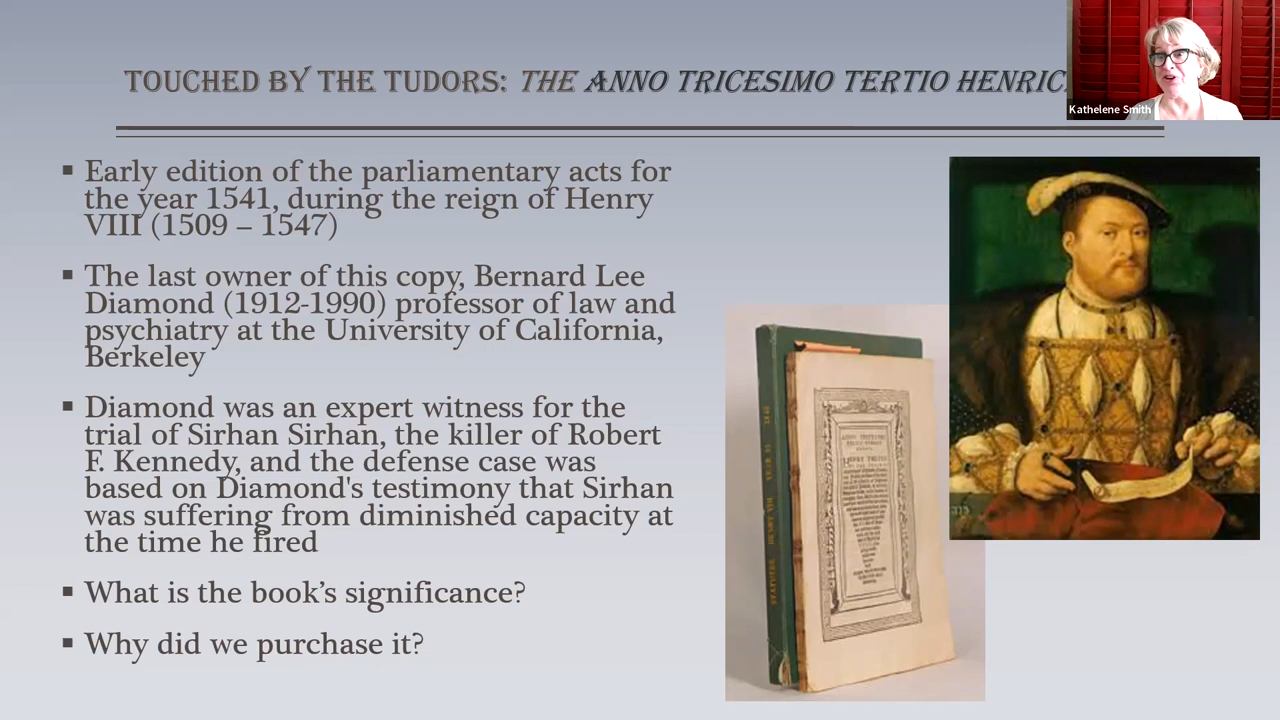 TOUCHED BY THE TUDORS: THE ANNO TRICESIMO TERTIO HENRIC
Kathelene Smith
Early edition of the parliamentary acts for
the year 1541, during the reign of Henry
VIII (1509 – 1547)
The last owner of this copy, Bernard Lee
Diamond (1912-1990) professor of law and
psychiatry at the University of California,
Berkeley
Diamond was an expert witness for the
trial of Sirhan Sirhan, the killer of Robert
F. Kennedy, and the defense case was
based on Diamond's testimony that Sirhan
was suffering from diminished capacity at
the time he fired
What is the book’s significance?
Why did we purchase it?